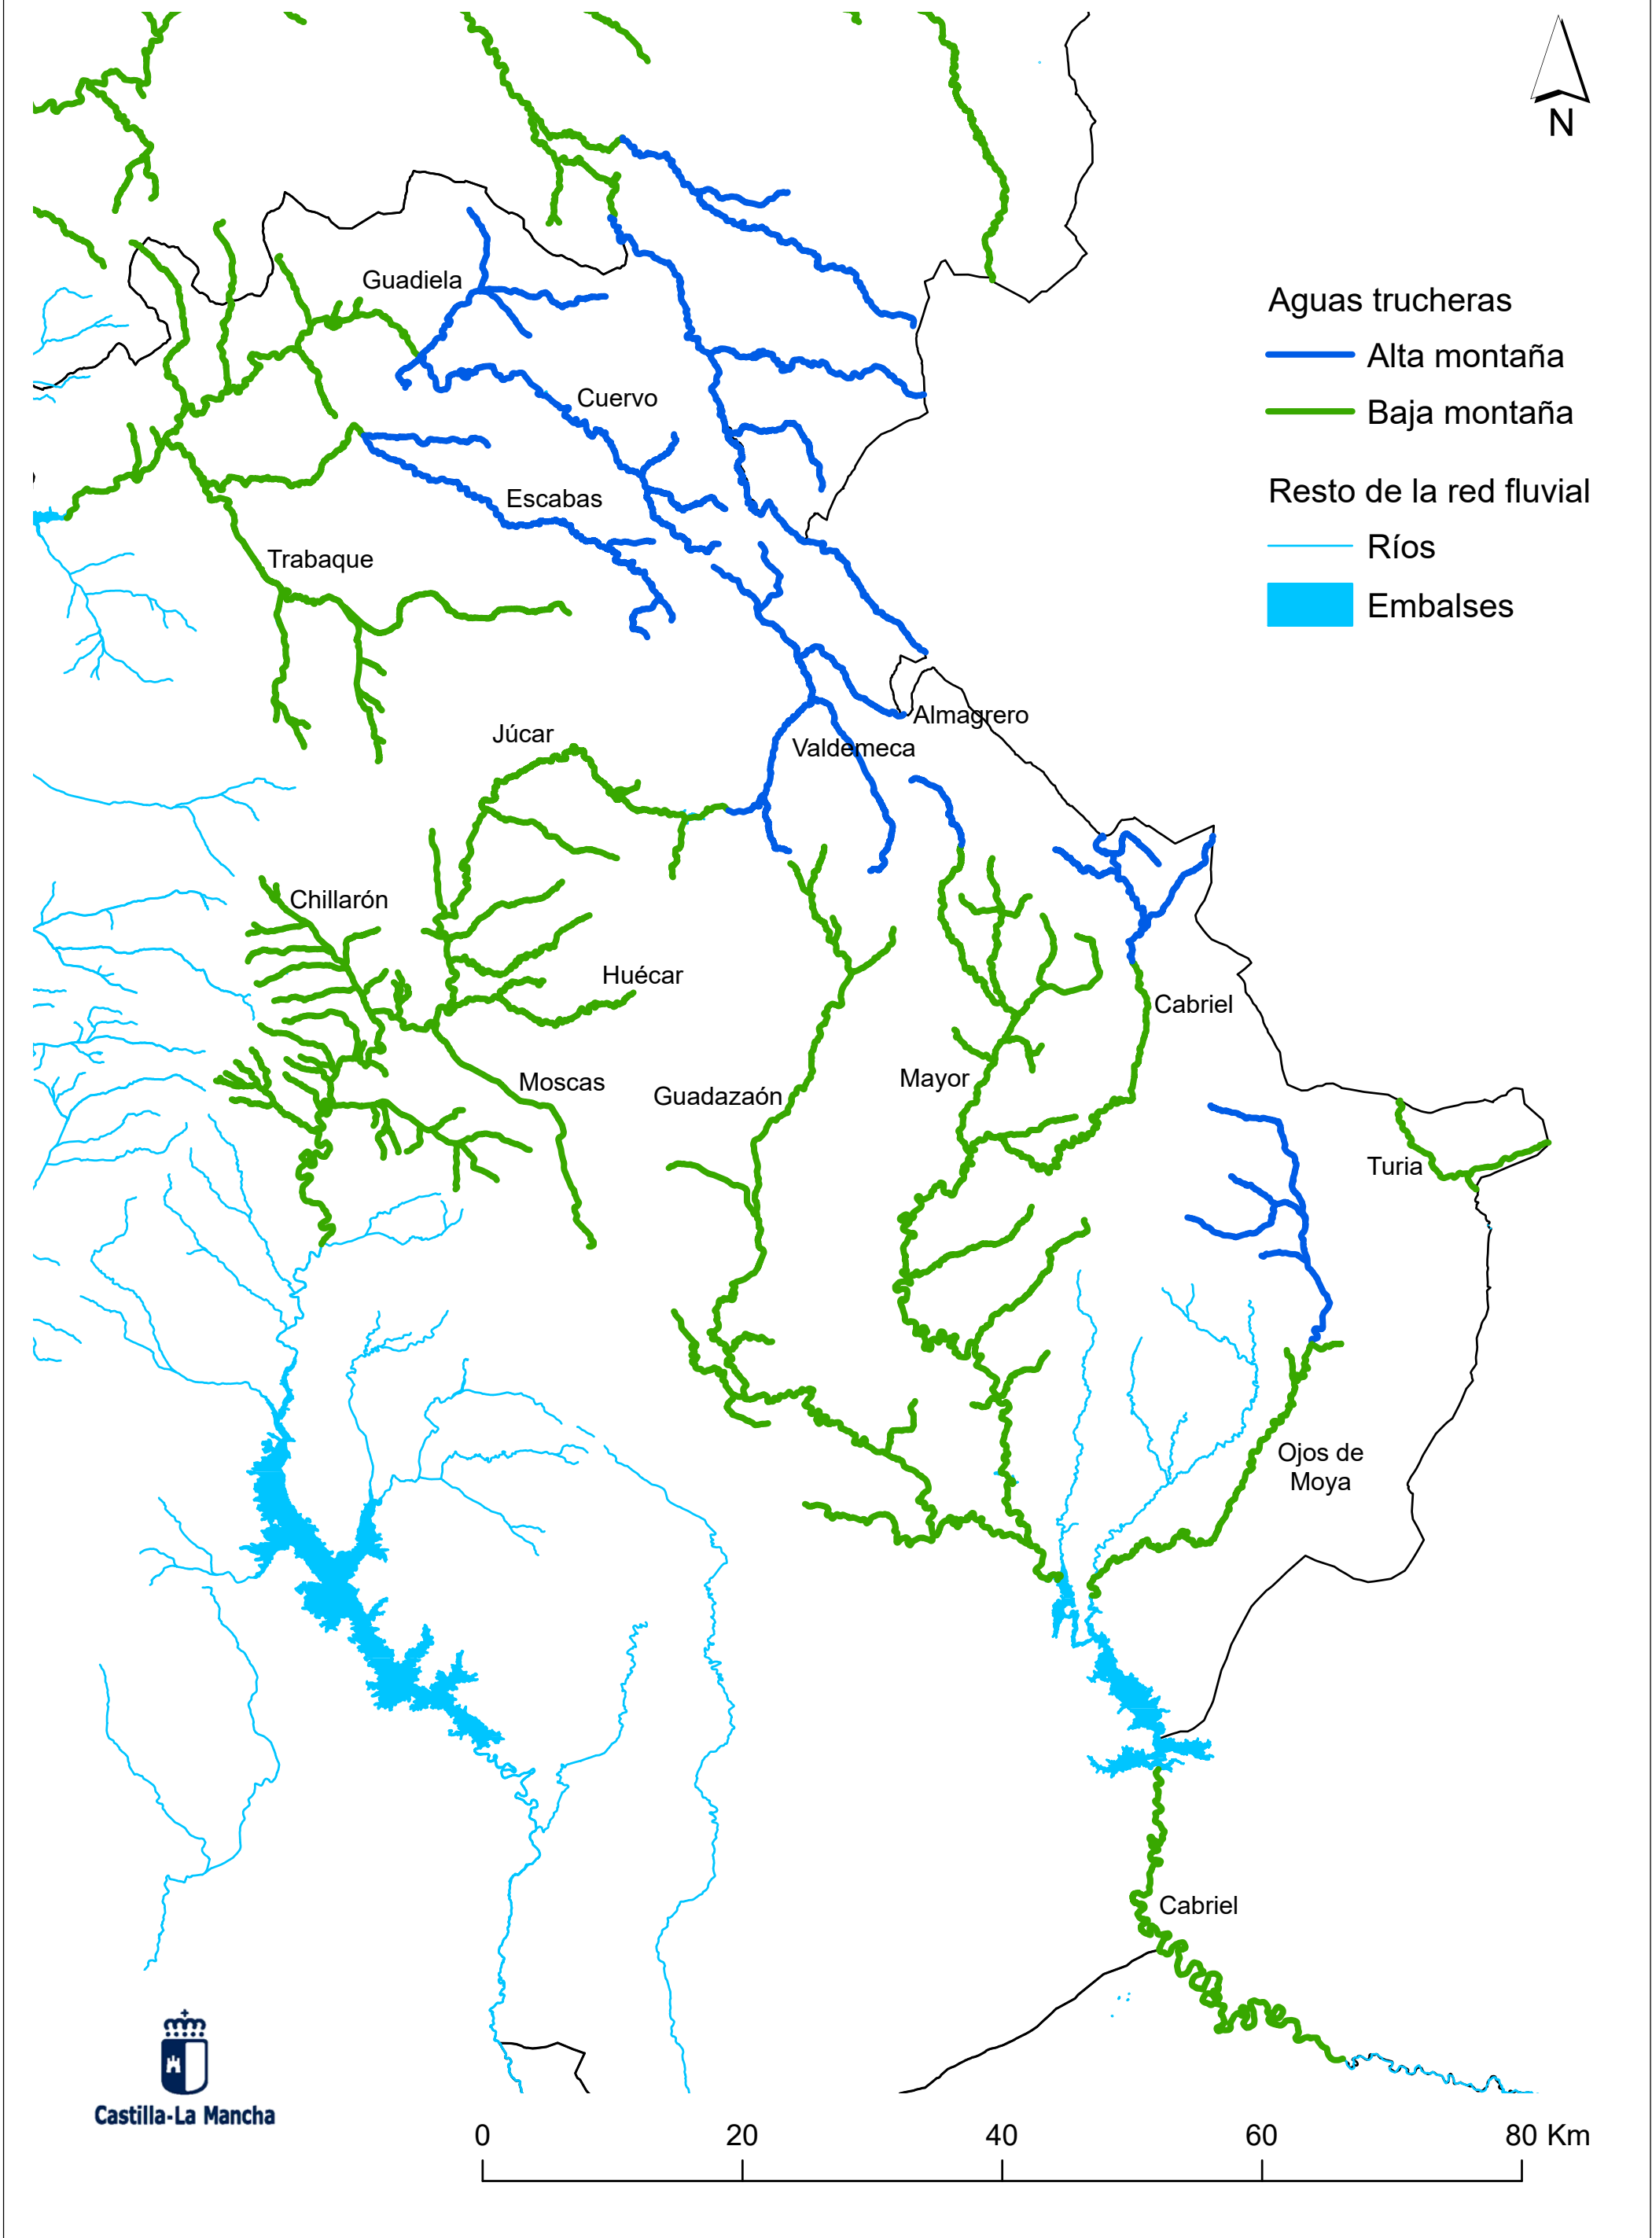 N
Aguas trucheras
Alta montaña
Baja montaña
Resto de la red fluvial
Ríos
Embalses
Guadiela
Cuervo
Escabas
Trabaque
Almagrero
Júcar
Valdemeca
Chillarón
Huécar
Cabriel
Moscas
Mayor
Guadazaón
Turia
Ojos de
Moya
Cabriel
Castilla-La Mancha
0 20 40 60 80 Km